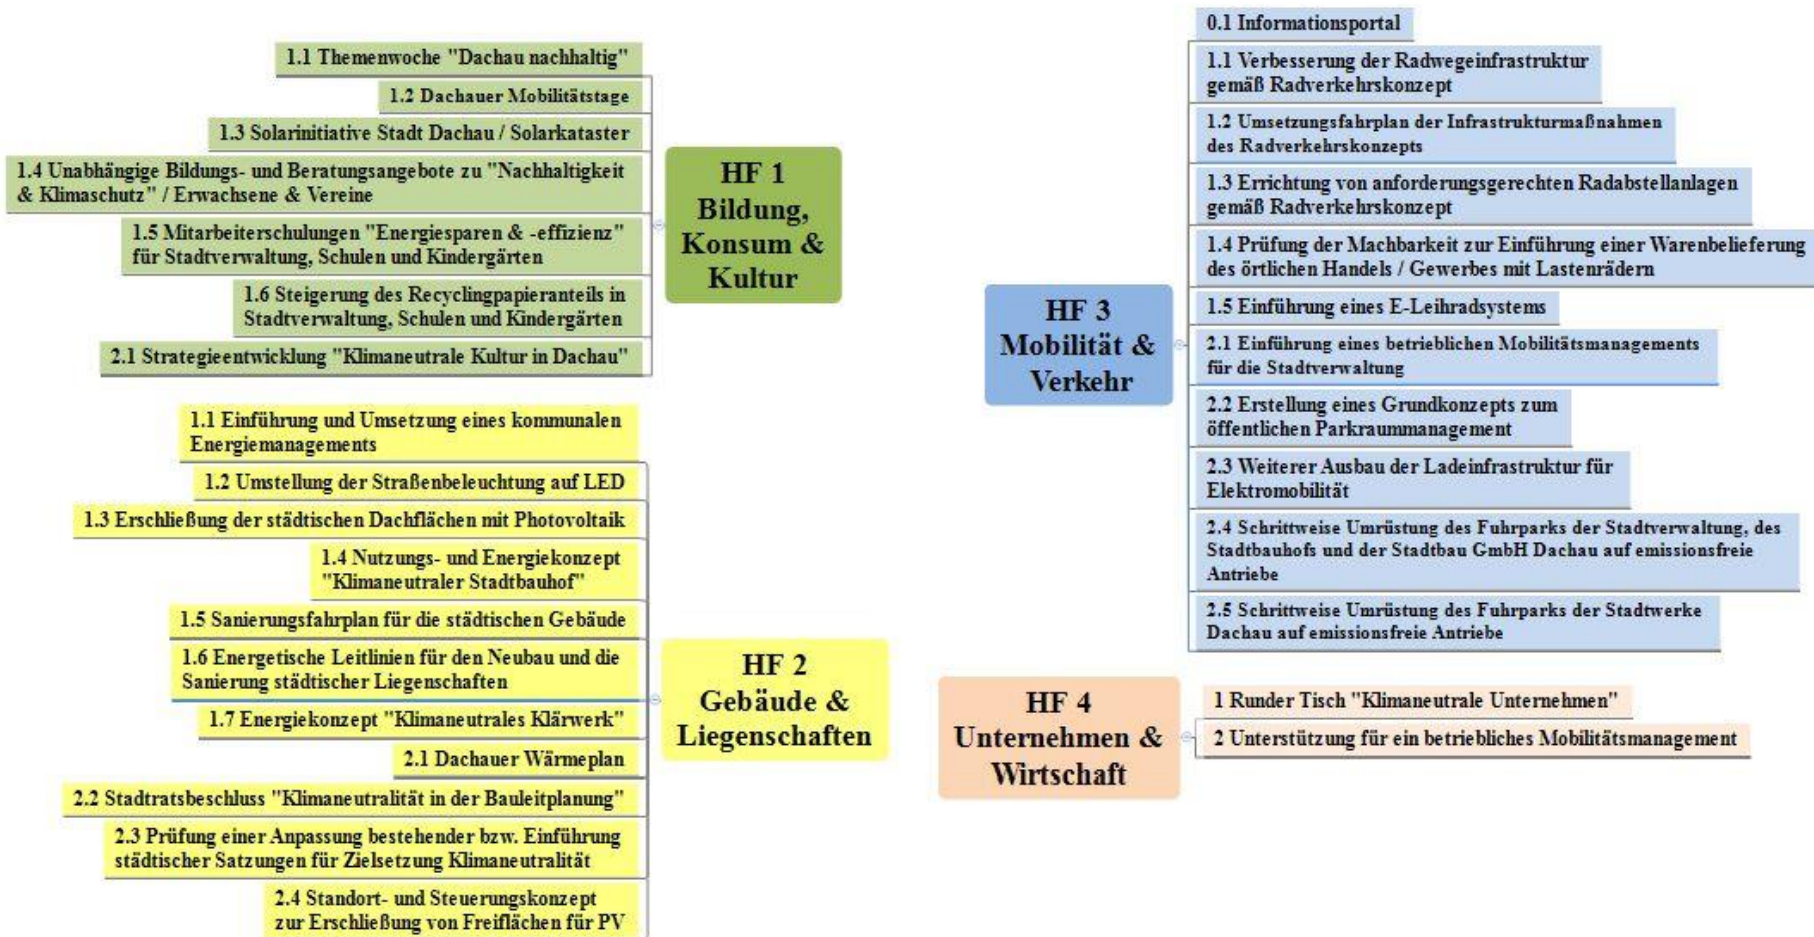 1.1 Themenwoche "Dachau nachhaltig"
1.2 Dachauer Mobilitätstage
1.3 Solarinitiative Stadt Dachau / Solarkataster
1.4 Unabhängige Bildungs- und Beratungsangebote zu "Nachhaltigkeit
& Klimaschutz" / Erwachsene & Vereine
1.5 Mitarbeiterschulungen "Energiesparen & -effizienz"
für Stadtverwaltung, Schulen und Kindergärten
1.6 Steigerung des Recyclingpapieranteils in
Stadtverwaltung, Schulen und Kindergärten
2.1 Strategieentwicklung "Klimaneutrale Kultur in Dachau"
HF 1
Bildung,
Konsum &
Kultur
1.1 Einführung und Umsetzung eines kommunalen
Energiemanagements
1.2 Umstellung der Straßenbeleuchtung auf LED
1.3 Erschließung der städtischen Dachflächen mit Photovoltaik
1.4 Nutzungs- und Energiekonzept
"Klimaneutraler Stadtbauhof"
1.5 Sanierungsfahrplan für die städtischen Gebäude
1.6 Energetische Leitlinien für den Neubau und die
Sanierung städtischer Liegenschaften
1.7 Energiekonzept "Klimaneutrales Klärwerk"
2.1 Dachauer Wärmeplan
2.2 Stadtratsbeschluss "Klimaneutralität in der Bauleitplanung"
2.3 Prüfung einer Anpassung bestehender bzw. Einführung
städtischer Satzungen für Zielsetzung Klimaneutralität
2.4 Standort- und Steuerungskonzept
zur Erschließung von Freiflächen für PV
HF 2
Gebäude &
Liegenschaften
HF 3
Mobilität &
Verkehr
0.1 Informationsportal
1.1 Verbesserung der Radwegeinfrastruktur
gemäß Radverkehrskonzept
1.2 Umsetzungsfahrplan der Infrastrukturmaßnahmen
des Radverkehrskonzepts
1.3 Errichtung von anforderungsgerechten Radabstellanlagen
gemäß Radverkehrskonzept
1.4 Prüfung der Machbarkeit zur Einführung einer Warenbelieferung
des örtlichen Handels / Gewerbes mit Lastenrädern
1.5 Einführung eines E-Leihradsystems
2.1 Einführung eines betrieblichen Mobilitätsmanagements
für die Stadtverwaltung
2.2 Erstellung eines Grundkonzepts zum
öffentlichen Parkraummanagement
2.3 Weiterer Ausbau der Ladeinfrastruktur für
Elektromobilität
2.4 Schrittweise Umrüstung des Fuhrparks der Stadtverwaltung, des
Stadtbauhofs und der Stadtbau GmbH Dachau auf emissionsfreie
Antriebe
2.5 Schrittweise Umrüstung des Fuhrparks der Stadtwerke
Dachau auf emissionsfreie Antriebe
HF 4
Unternehmen &
Wirtschaft
1 Runder Tisch "Klimaneutrale Unternehmen"
2 Unterstützung für ein betriebliches Mobilitätsmanagement